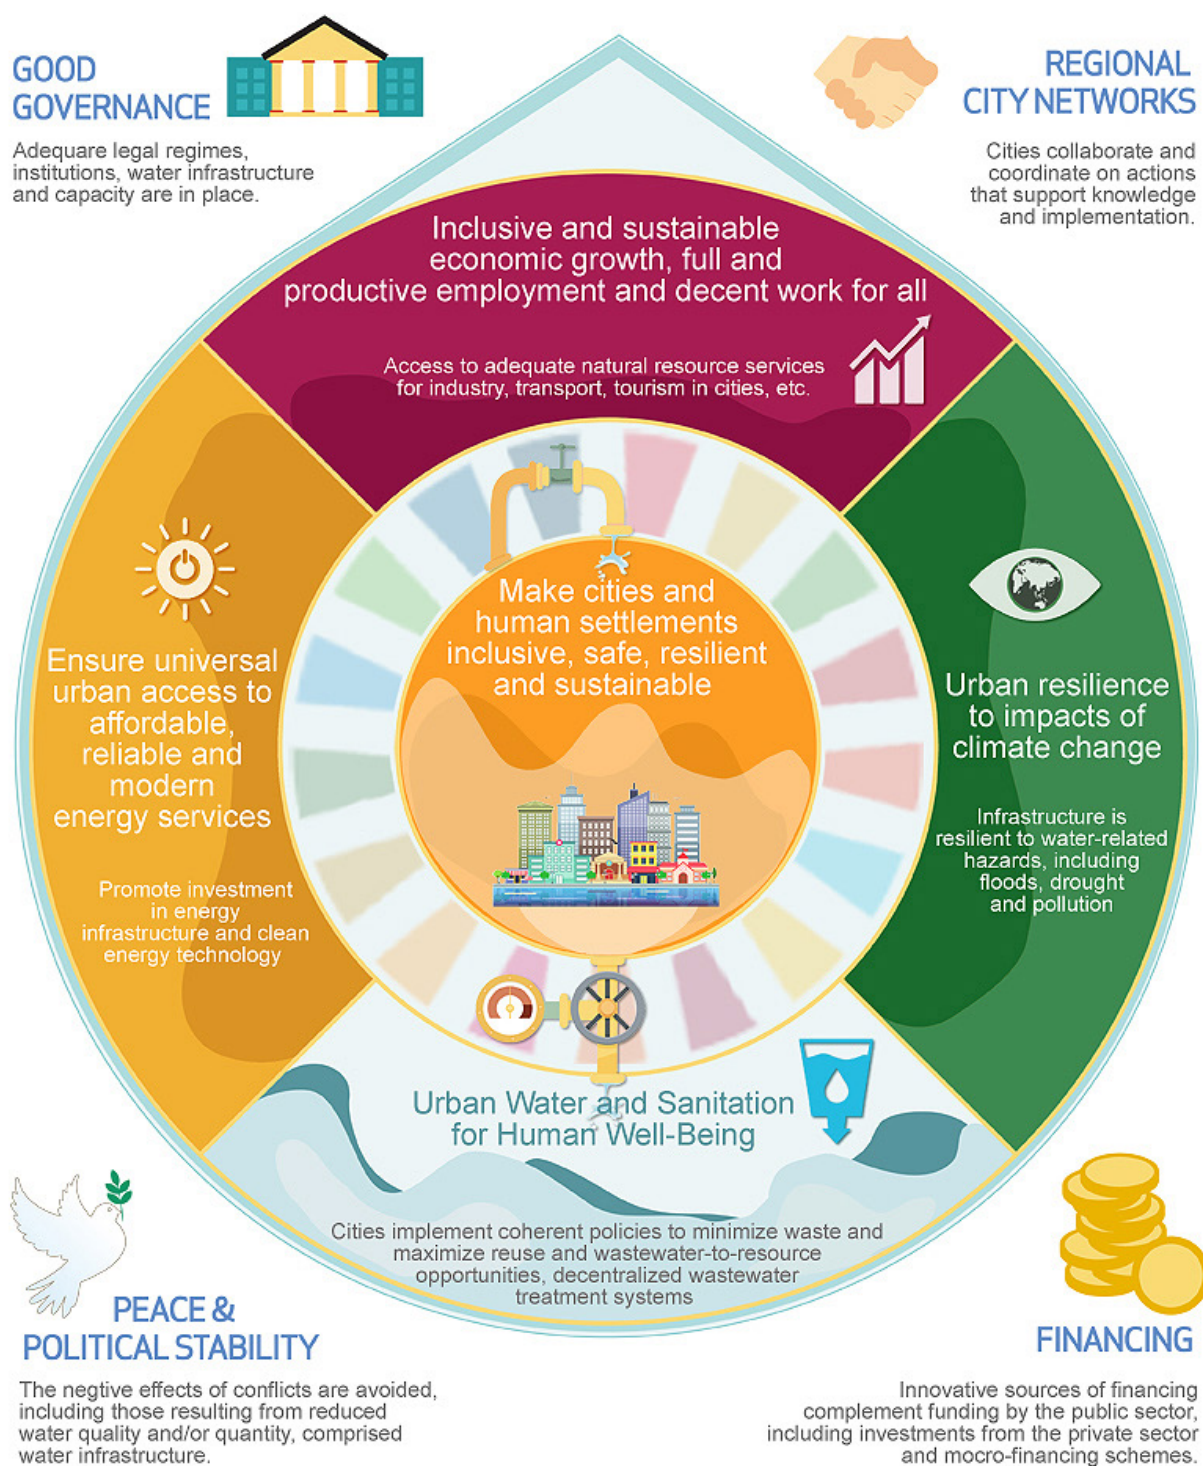 GOOD
GOVERNANCE
Adequare legal regimes,
institutions, water infrastructure
and capacity are in place.
REGIONAL
CITY NETWORKS
Cities collaborate and
coordinate on actions
that support knowledge
and implementation.
Inclusive and sustainable
economic growth, full and
productive employment and decent work for all
Access to adequate natural resource services
for industry, transport, tourism in cities, etc.
Make cities and
human settlements
inclusive, safe, resilient
and sustainable
Ensure universal
urban access to
affordable,
reliable and
modern
energy services
Promote investment
in energy
infrastructure and clean
energy technology
Urban resilience
to impacts of
climate change
Infrastructure is
resilient to water-related
hazards, including
floods, drought
and pollution
Urban Water and Sanitation
for Human Well-Being
Cities implement coherent policies to minimize waste and
maximize reuse and wastewater-to-resource
opportunities, decentralized wastewater
treatment systems
PEACE &
POLITICAL STABILITY
The negtive effects of conflicts are avoided,
including those resulting from reduced
water quality and/or quantity, comprised
water infrastructure.
FINANCING
Innovative sources of financing
complement funding by the public sector,
including investments from the private sector
and mocro-financing schemes.